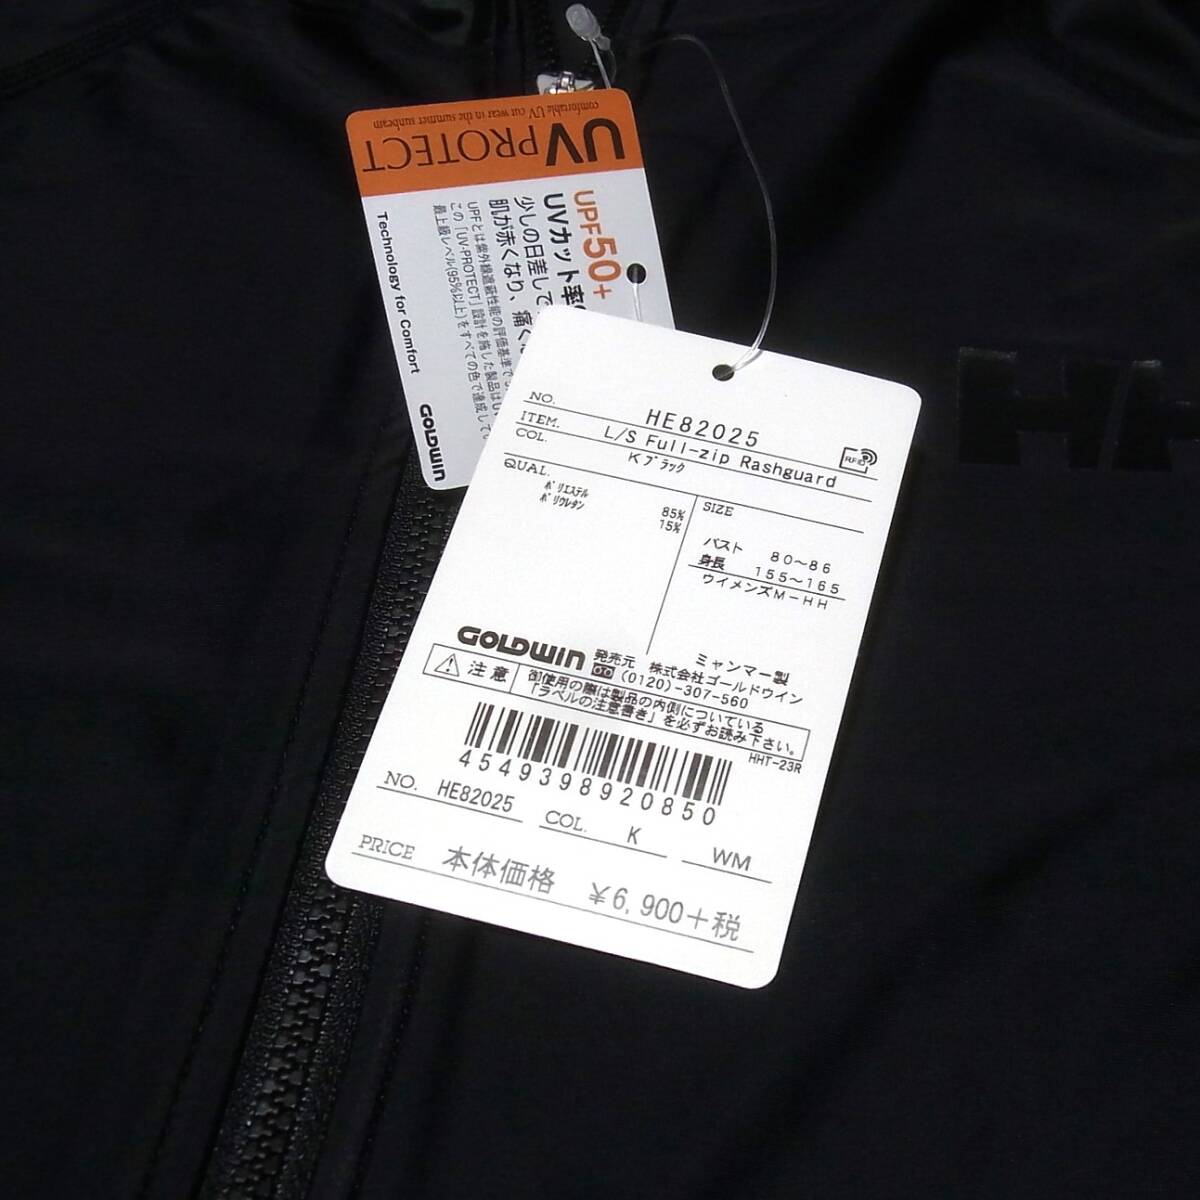 comfortable UV cut wear in the summer sunbeam
UV PROTECT
UPF50+
UVカット率
少しの日差しで
肌が赤くなり、痛く
UPFとは紫外線遮蔽性能の評価基準で
この「UV-PROTECT」設計を施した製品は
最上級レベル(95%以上)をすべての色で達成してい
Technology for Comfort
GOLDWIN
HH
NO. HE82025
ITEM. L/S Full-zip Rashguard
RFID
COL. Kブラック
QUAL.
ポリエステル 85%
ポリウレタン 15%
SIZE
バスト 80～86
身長 155～165
ウイメンズM-HH
ミャンマー製
GOLDWIN 発売元 株式会社ゴールドウイン
(0120)-307-560
注意
御使用の際は製品の内側についている
「ラベルの注意書き」を必ずお読み下さい。
HHT-23R
4549398920850
NO. HE82025 COL. K WM
PRICE 本体価格 ¥6,900+税